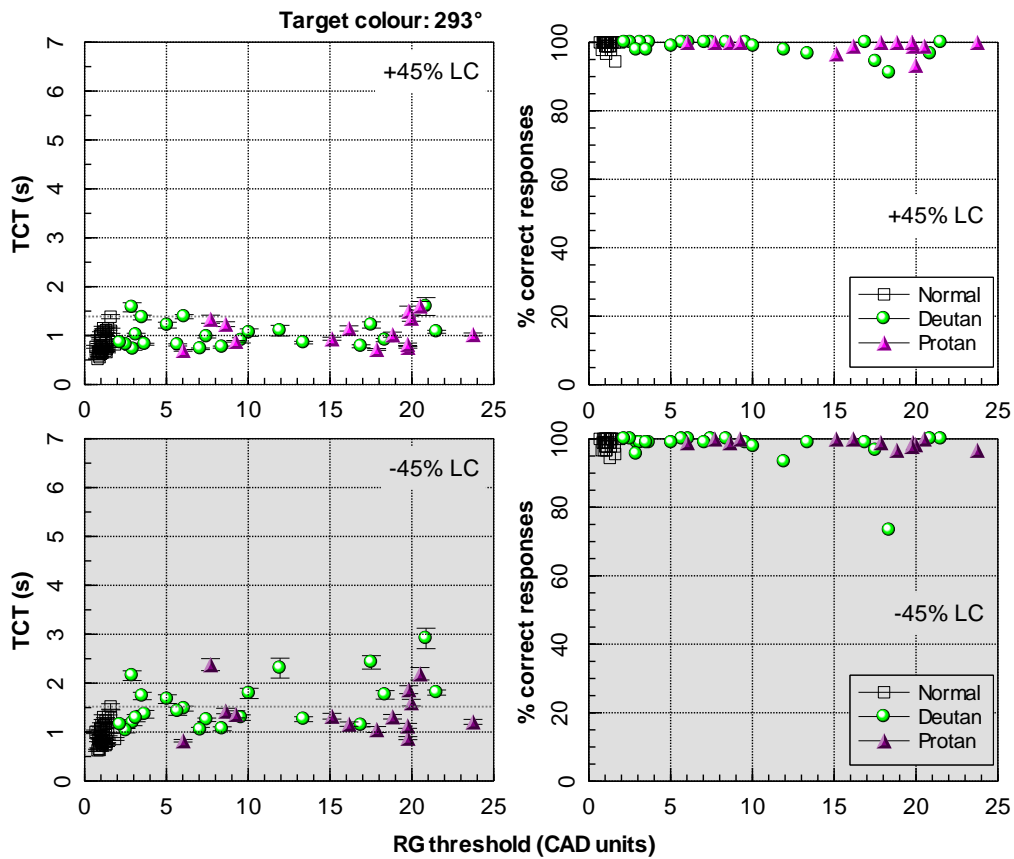 Target colour: 293°
7
6
5
4
3
2
1
0
TCT (s)
+45% LC
0 5 10 15 20 25
100
80
60
40
20
0
% correct responses
+45% LC
Normal
Deutan
Protan
0 5 10 15 20 25
7
6
5
4
3
2
1
0
TCT (s)
-45% LC
0 5 10 15 20 25
100
80
60
40
20
0
% correct responses
-45% LC
Normal
Deutan
Protan
0 5 10 15 20 25
RG threshold (CAD units)